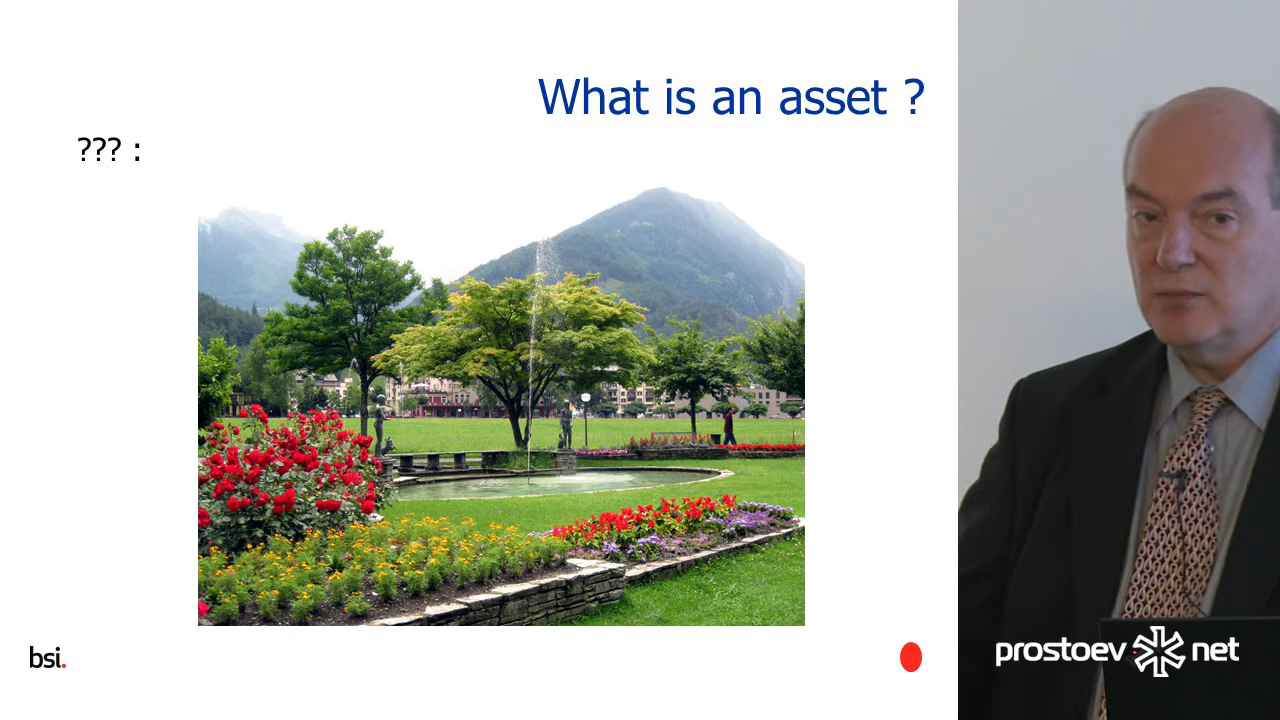 What is an asset ?
??? :
bsi.
prostoev net